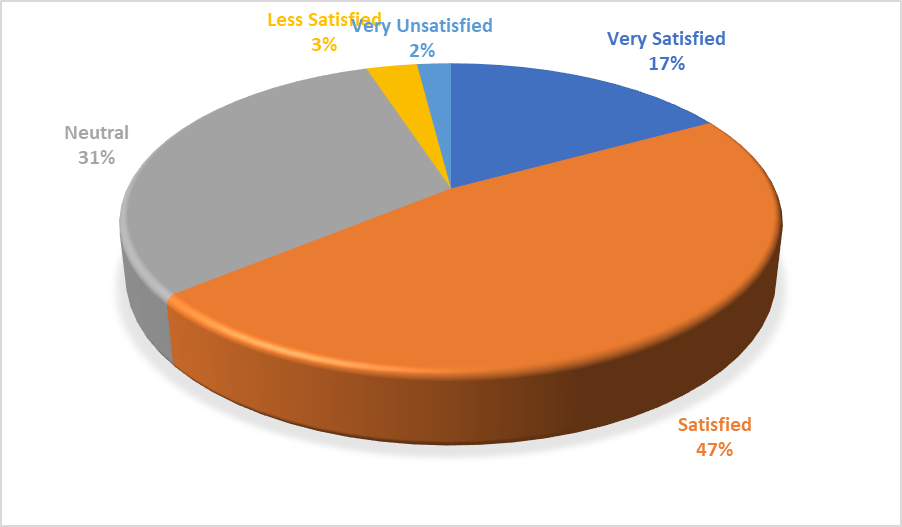 Less Satisfied
3%
Very Unsatisfied
2%
Very Satisfied
17%
Neutral
31%
Satisfied
47%